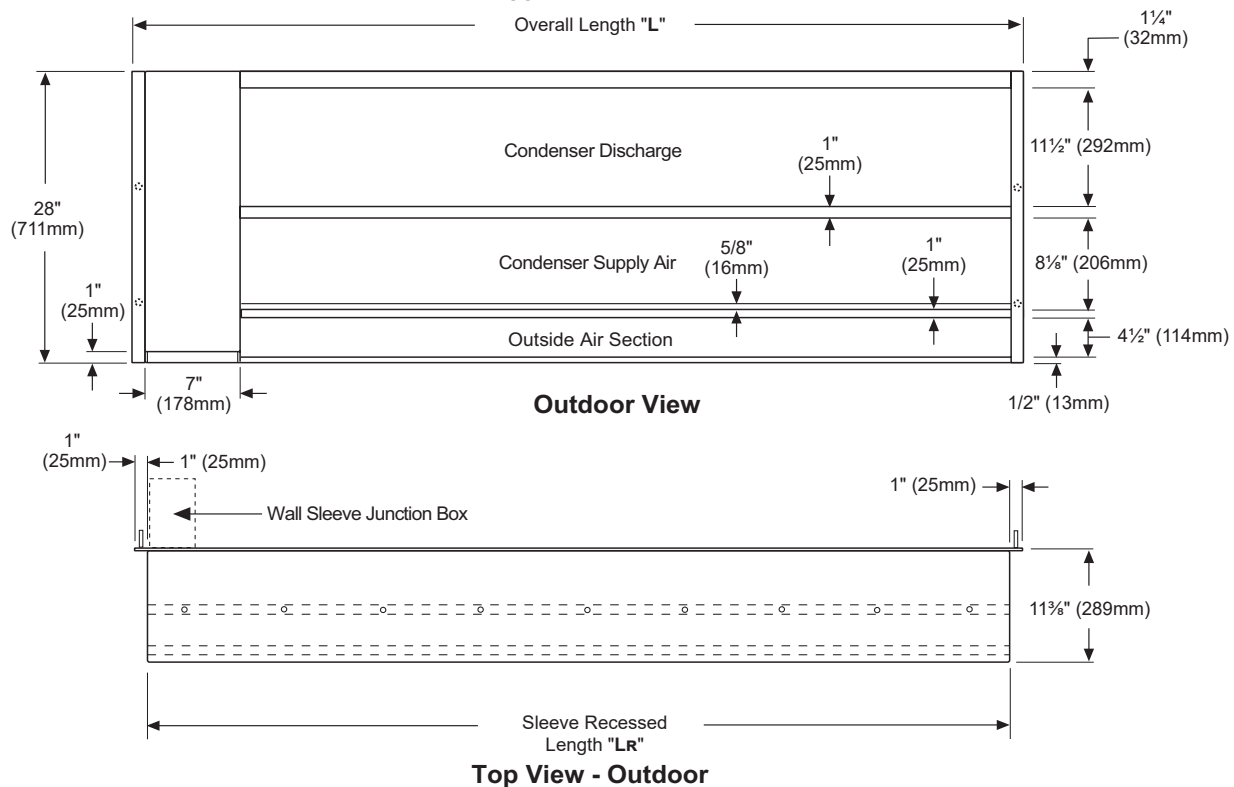 Overall Length "L"
1¼"
(32mm)
Condenser Discharge
1"
(25mm)
11½" (292mm)
28"
(711mm)
Condenser Supply Air
5/8"
(16mm)
1"
(25mm)
8⅛" (206mm)
1"
(25mm)
Outside Air Section
4½" (114mm)
7"
(178mm)
Outdoor View
1/2" (13mm)
1"
(25mm)
1" (25mm)
1" (25mm)
Wall Sleeve Junction Box
11⅜" (289mm)
Sleeve Recessed
Length "LR"
Top View - Outdoor